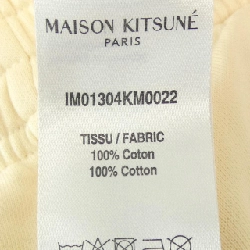 MAISON KITSUNÉ
PARIS
IM01304KM0022
TISSU / FABRIC
100% Coton
100% Cotton